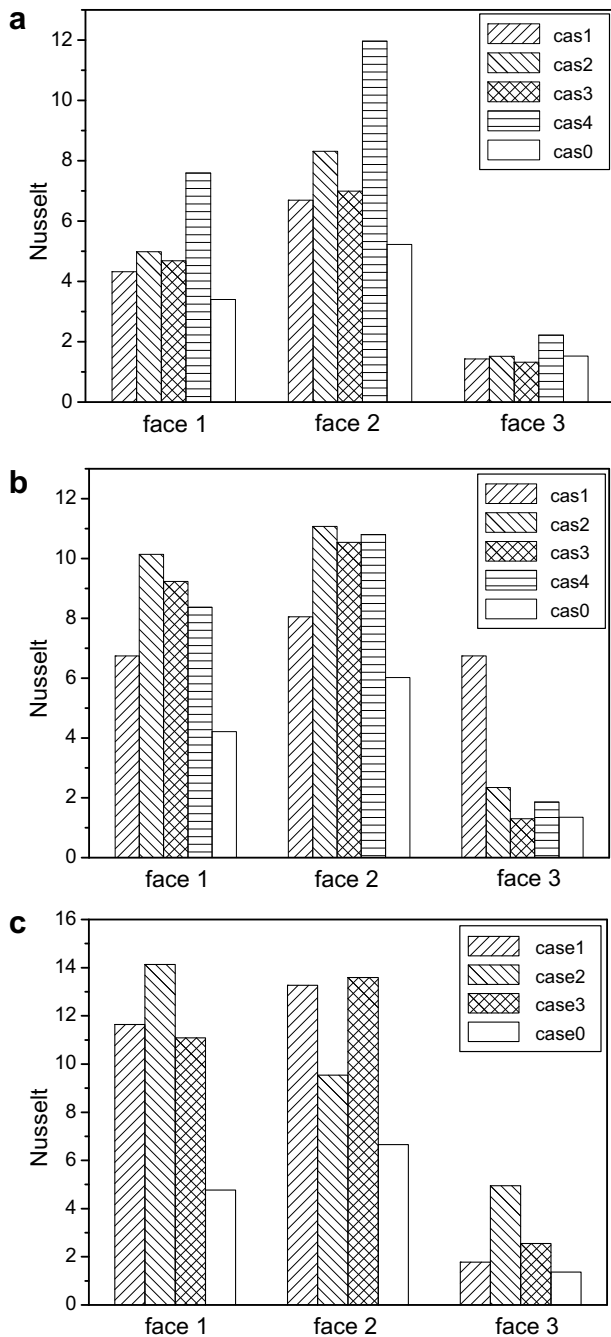 a
12
10
8
6
4
2
0
Nusselt
cas1
cas2
cas3
cas4
cas0
face 1
face 2
face 3
b
12
10
8
6
4
2
0
Nusselt
cas1
cas2
cas3
cas4
cas0
face 1
face 2
face 3
c
16
14
12
10
8
6
4
2
0
Nusselt
case1
case2
case3
case0
face 1
face 2
face 3